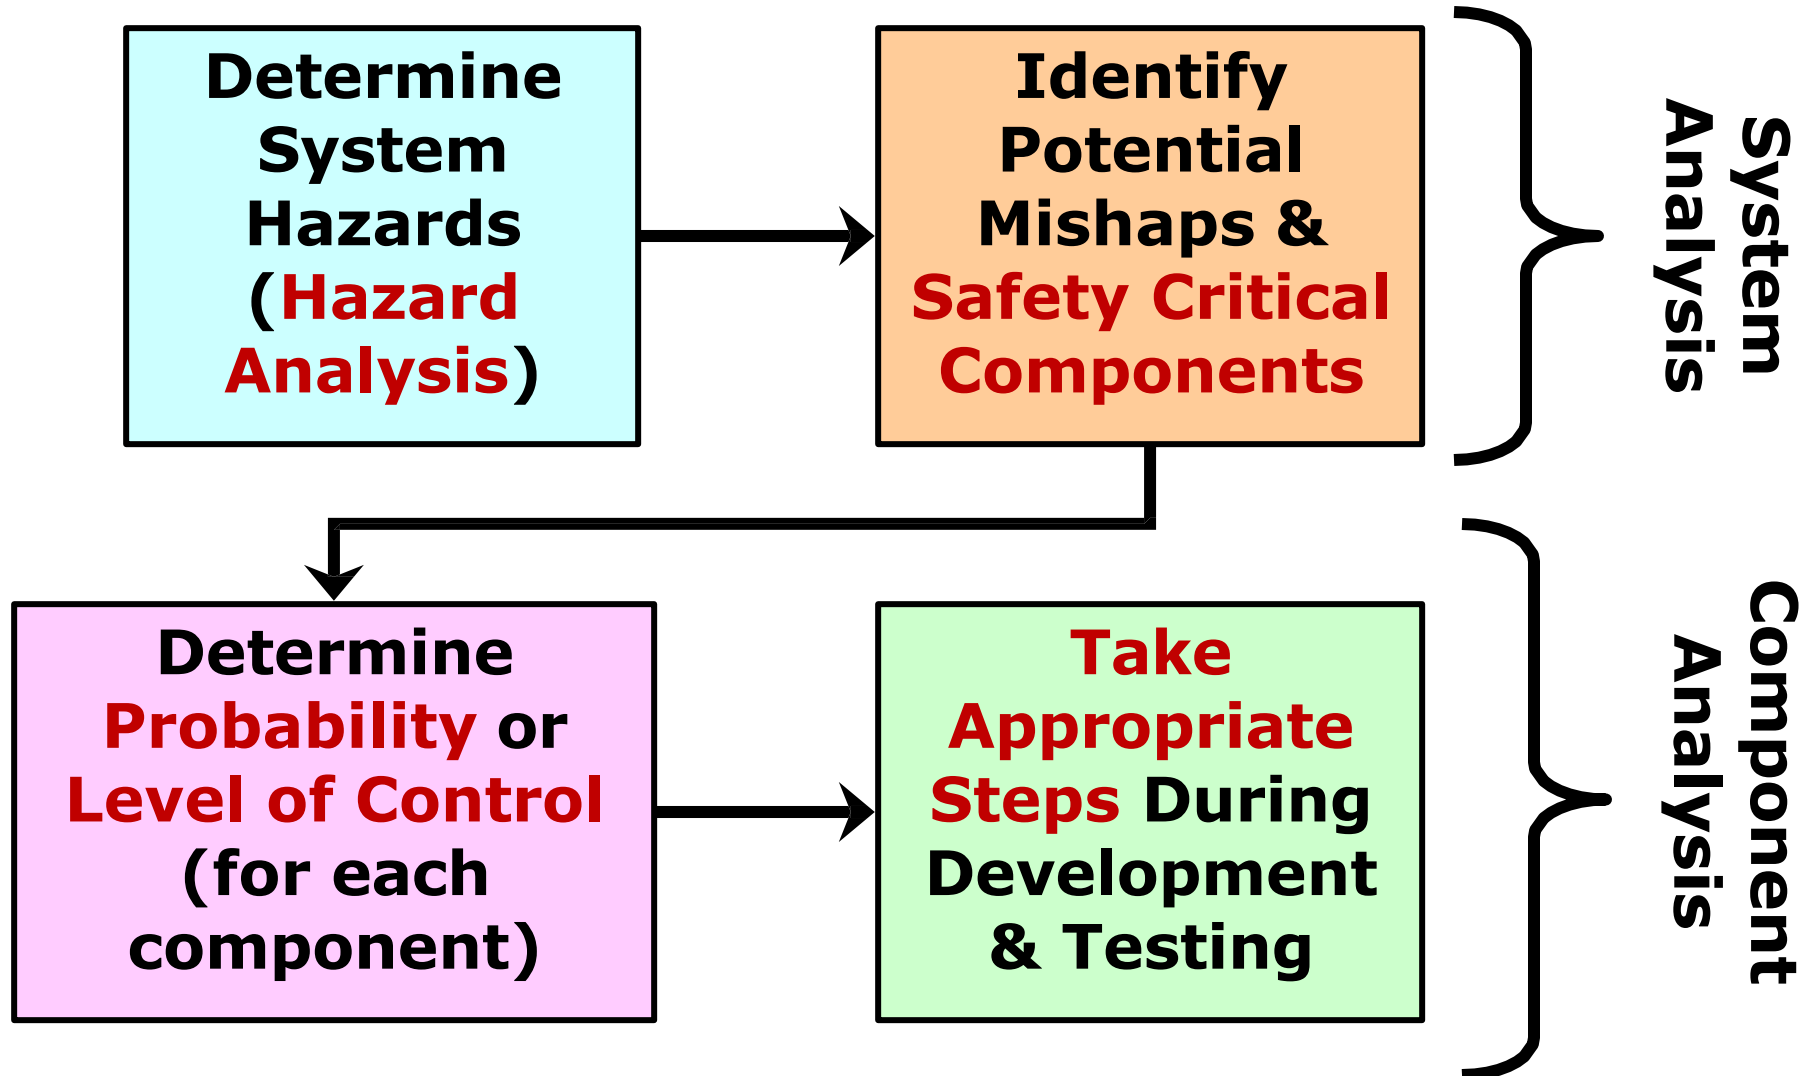 Determine
System
Hazards
(Hazard
Analysis)
Identify
Potential
Mishaps &
Safety Critical
Components
System
Analysis
Determine
Probability or
Level of Control
(for each
component)
Take
Appropriate
Steps During
Development
& Testing
Component
Analysis